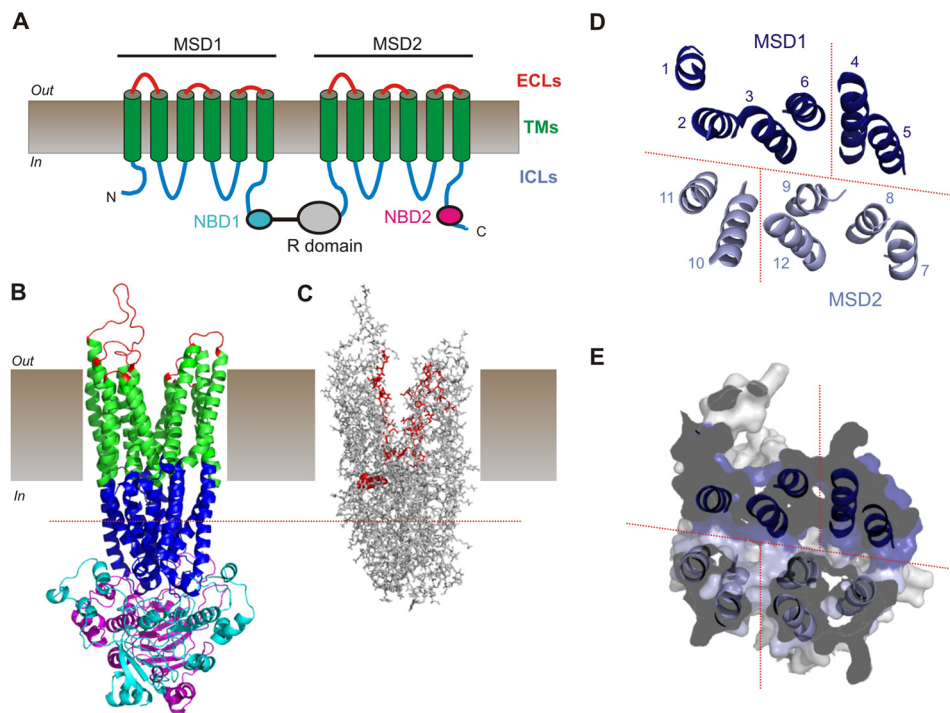 A
MSD1
MSD2
Out
ECLs
TMs
In
ICLs
N
NBD1
NBD2
C
R domain
B
Out
In
C
D
MSD1
1
2
3
6
4
5
11
10
9
12
8
7
MSD2
E